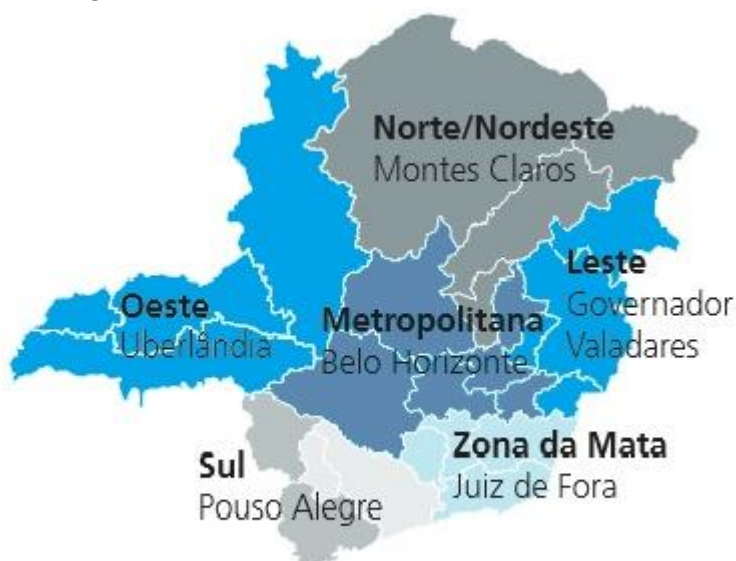 Norte/Nordeste
Montes Claros
Leste
Governador
Valadares
Oeste
Uberlândia
Metropolitana
Belo Horizonte
Zona da Mata
Juiz de Fora
Sul
Pouso Alegre